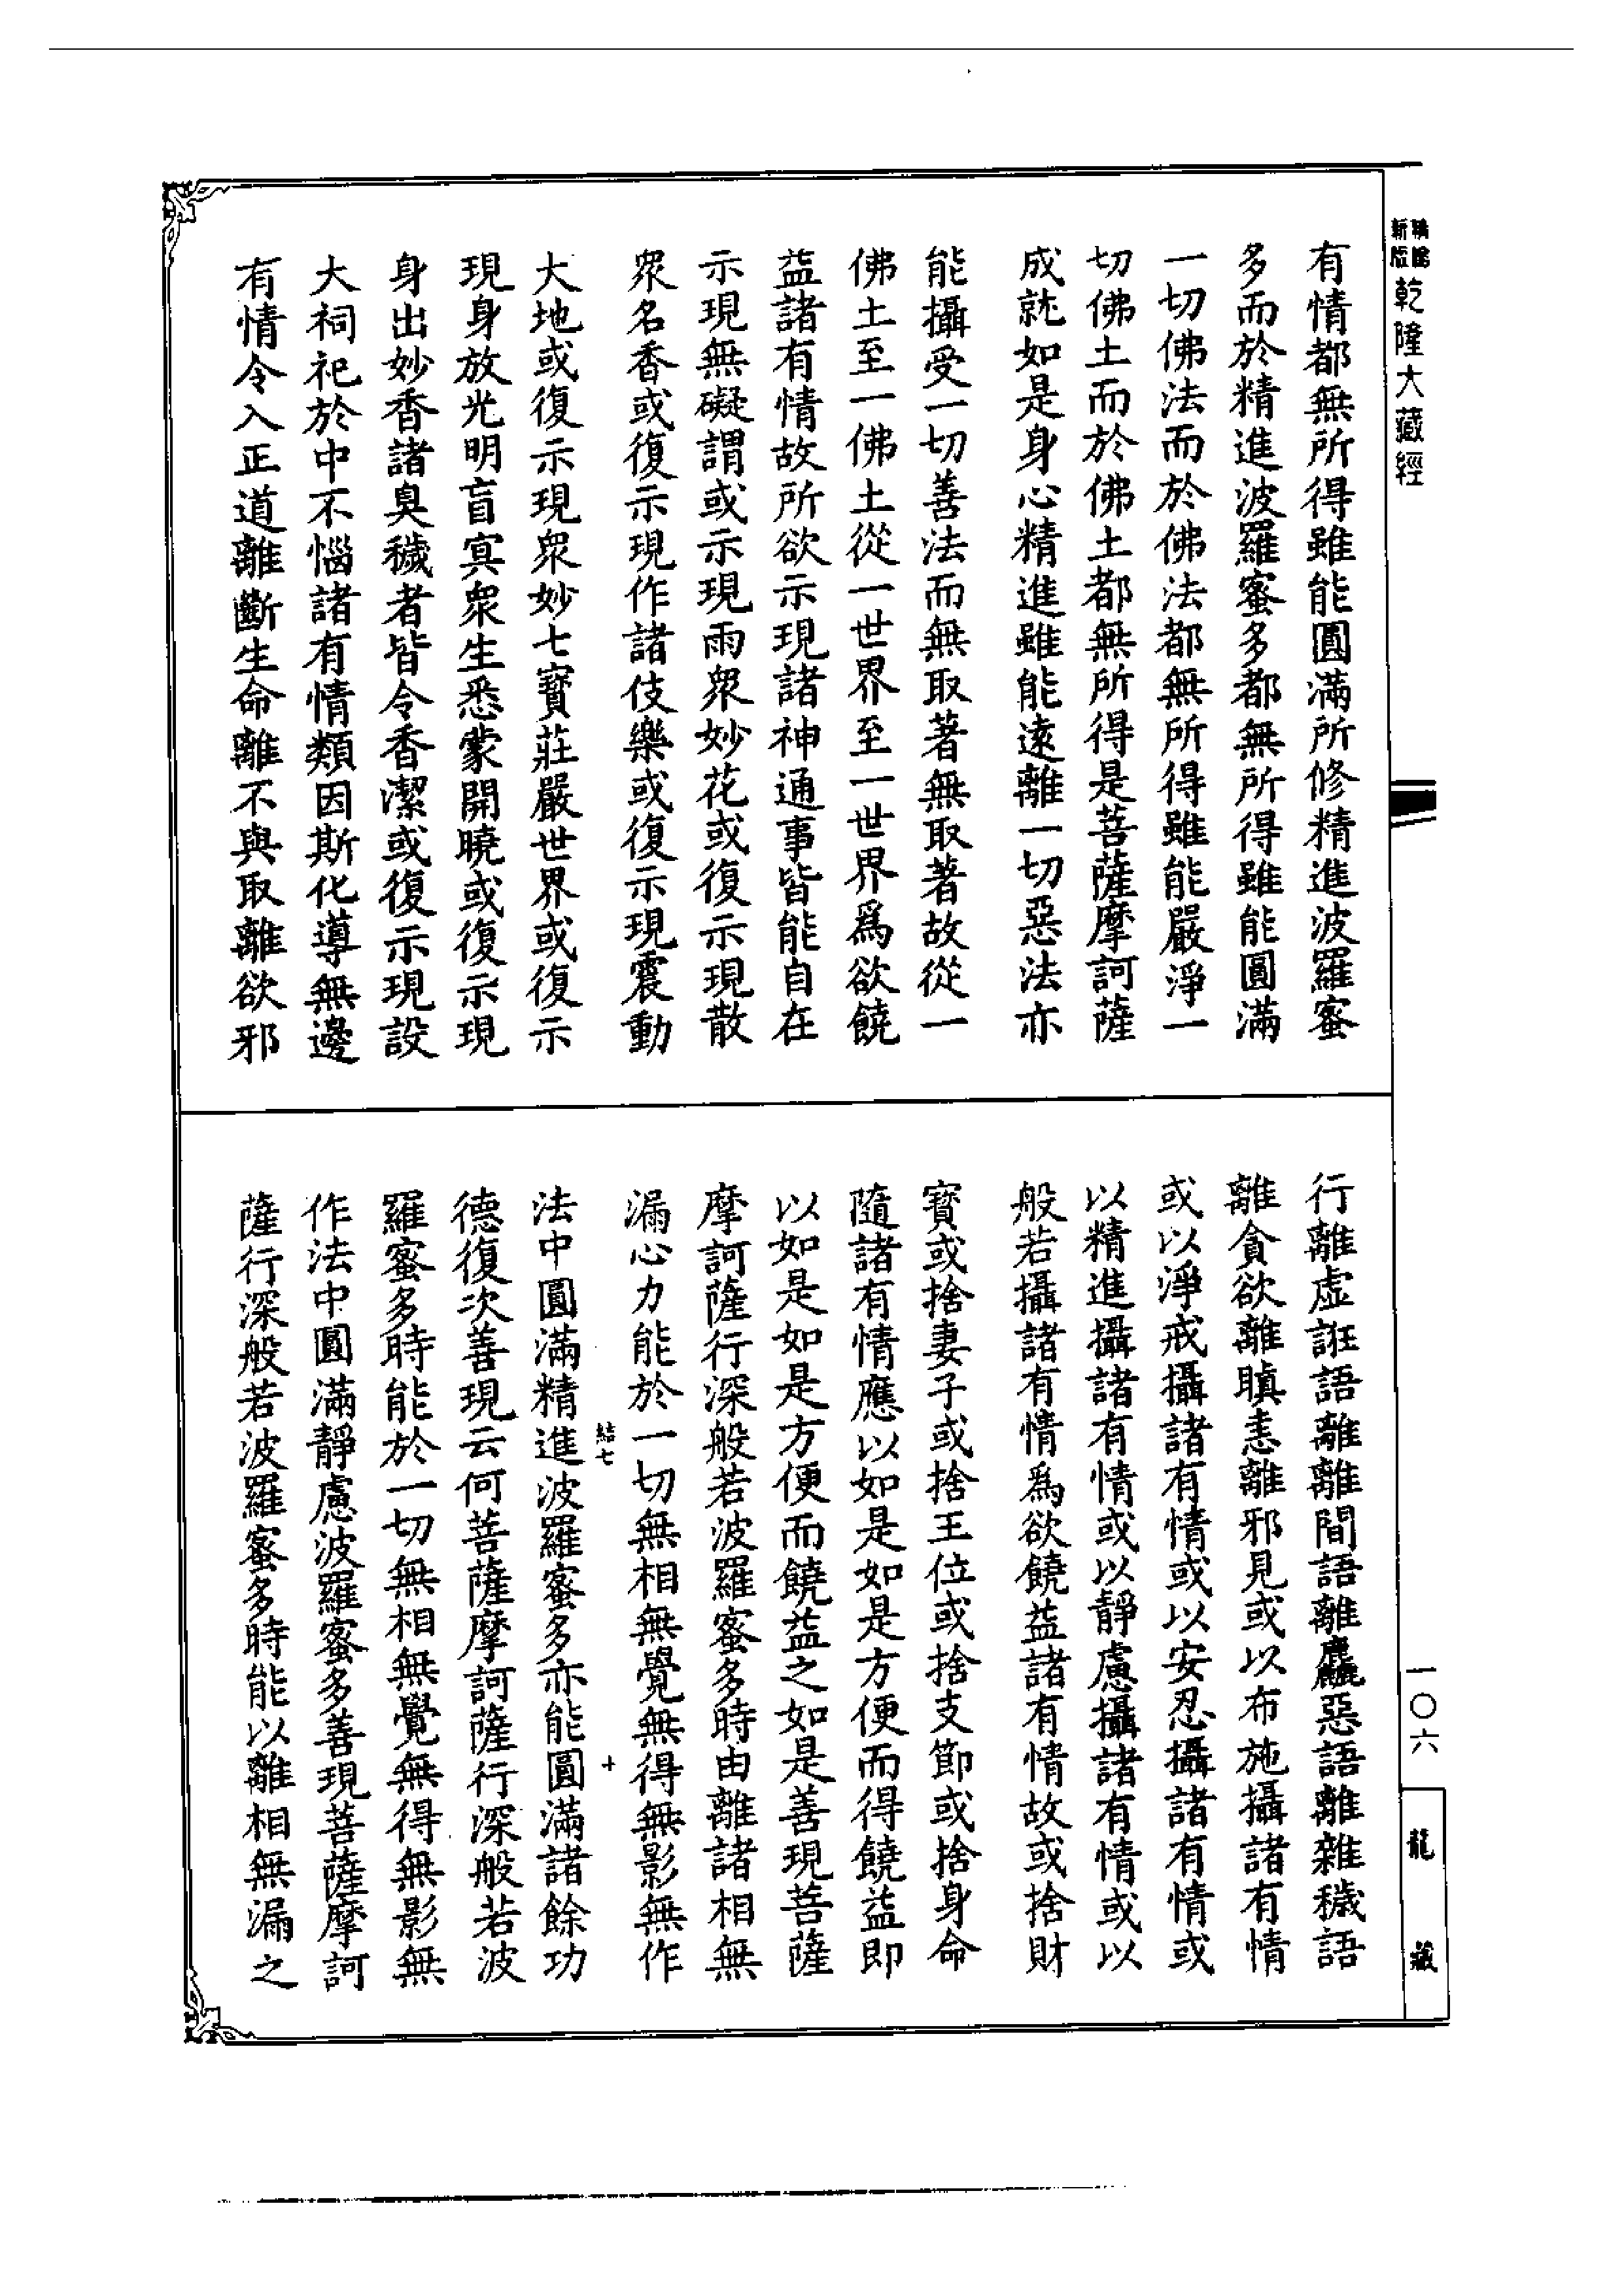 新版
乾隆大藏經
有情都無所得雖能圓滿所修精進波羅蜜
多而於精進波羅蜜多都無所得雖能圓滿
一切佛法而於佛法都無所得雖能嚴淨一
切佛土而於佛土都無所得是菩薩摩訶薩
成就如是身心精進雖能遠離一切惡法亦
能攝受一切善法而無取著無取著故從一
佛土至一佛土從一世界至一世界爲欲饒
益諸有情故所欲示現諸神通事皆能自在
示現無礙謂或示現雨衆妙花或復示現散
衆名香或復示現作諸伎樂或復示現震動
大地或復示現衆妙七寶莊嚴世界或復示
現身放光明盲冥衆生悉蒙開曉或復示現
身出妙香諸臭穢者皆令香潔或復示現設
大祠祀於中不惱諸有情類因斯化導無邊
有情令入正道離斷生命離不與取離欲邪
行離虛誑語離離間語離麤惡語離雜穢語
離貪欲離瞋恚離邪見或以布施攝諸有情
或以淨戒攝諸有情或以安忍攝諸有情或
以精進攝諸有情或以靜慮攝諸有情或以
般若攝諸有情爲欲饒益諸有情故或捨財
寶或捨妻子或捨王位或捨支節或捨身命
隨諸有情應以如是如是方便而得饒益即
以如是如是方便而饒益之如是善現菩薩
摩訶薩行深般若波羅蜜多時由離諸相無
漏心力能於一切無相無覺無得無影無作
結七
十
法中圓滿精進波羅蜜多亦能圓滿諸餘功
德復次善現云何菩薩摩訶薩行深般若波
羅蜜多時能於一切無相無覺無得無影無
作法中圓滿靜慮波羅蜜多善現菩薩摩訶
薩行深般若波羅蜜多時能以離相無漏之
一〇六
龍藏